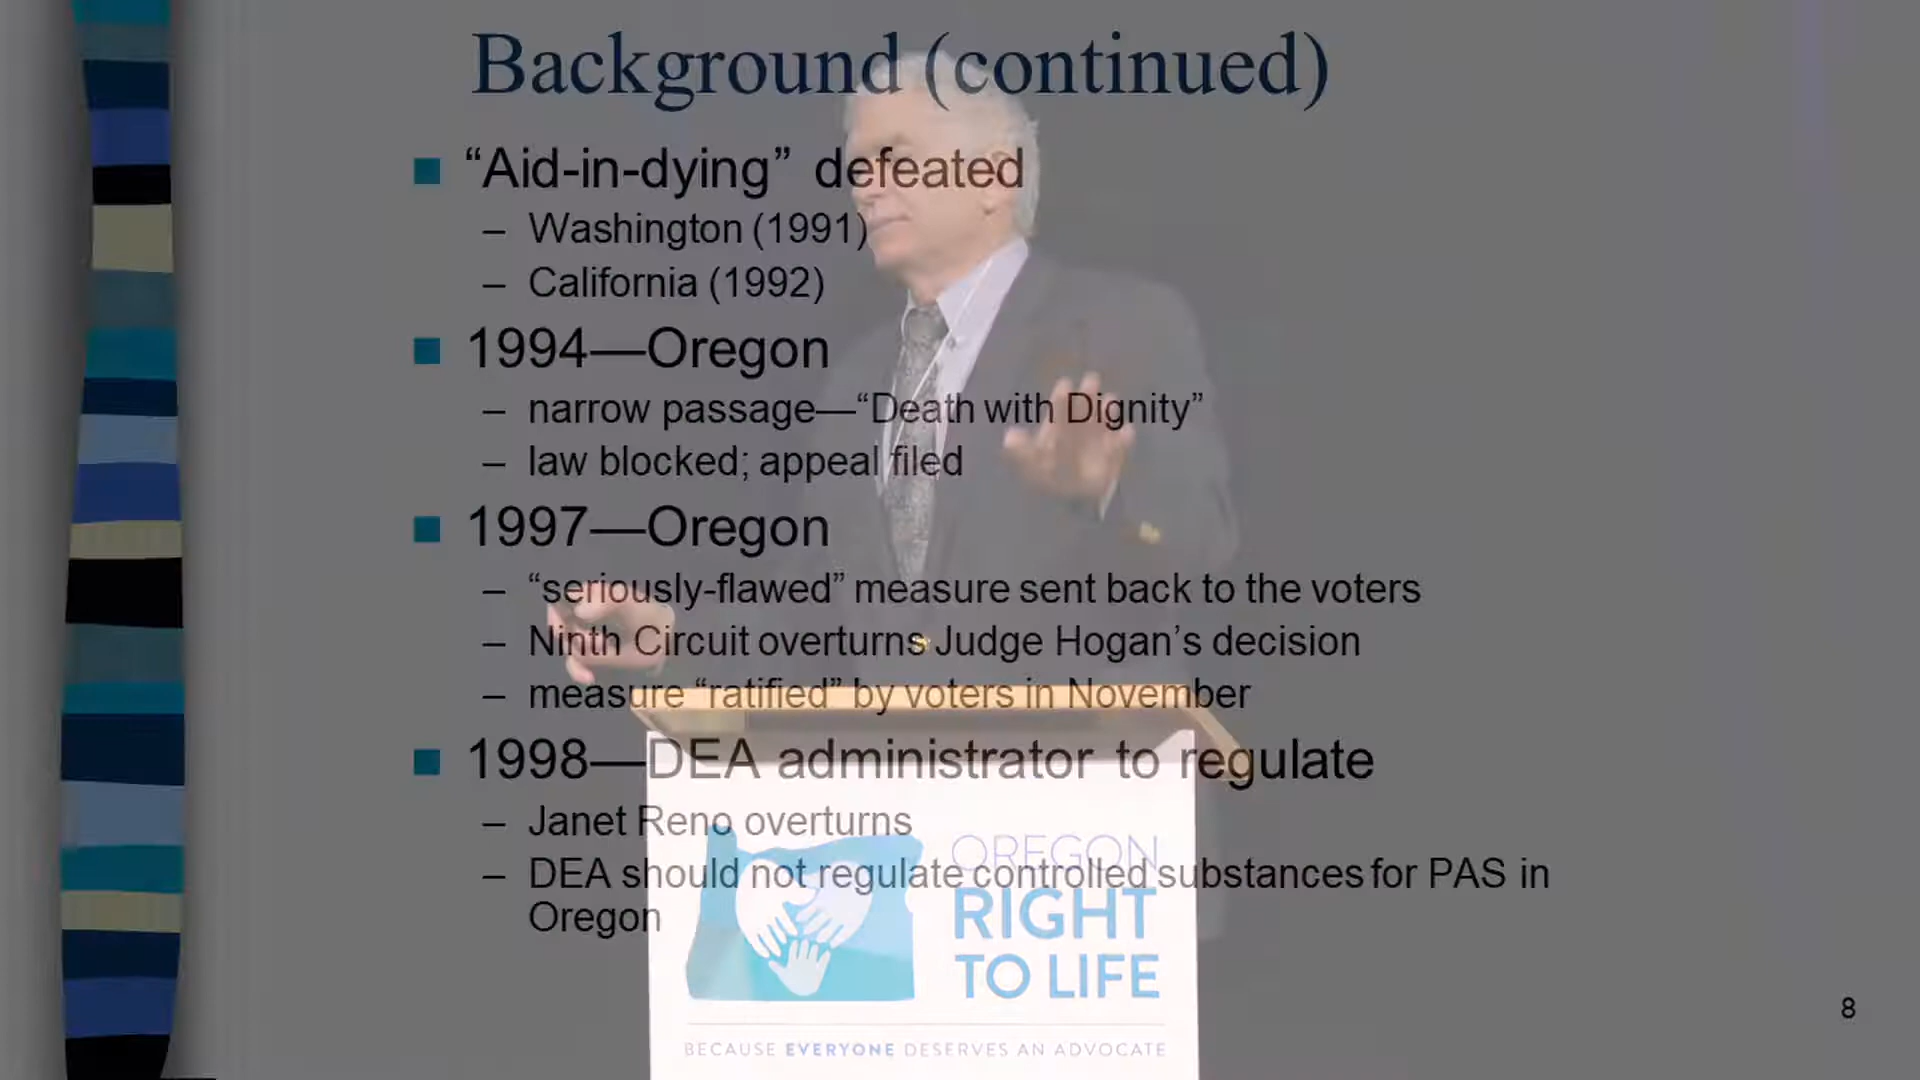 Background (continued)
“Aid-in-dying” defeated
– Washington (1991)
– California (1992)
1994—Oregon
– narrow passage—“Death with Dignity”
– law blocked; appeal filed
1997—Oregon
– “seriously-flawed” measure sent back to the voters
– Ninth Circuit overturns Judge Hogan’s decision
– measure “ratified” by voters in November
1998—DEA administrator to regulate
– Janet Reno overturns
– DEA should not regulate controlled substances for PAS in
Oregon
OREGON
RIGHT
TO LIFE
BECAUSE EVERYONE DESERVES AN ADVOCATE
8